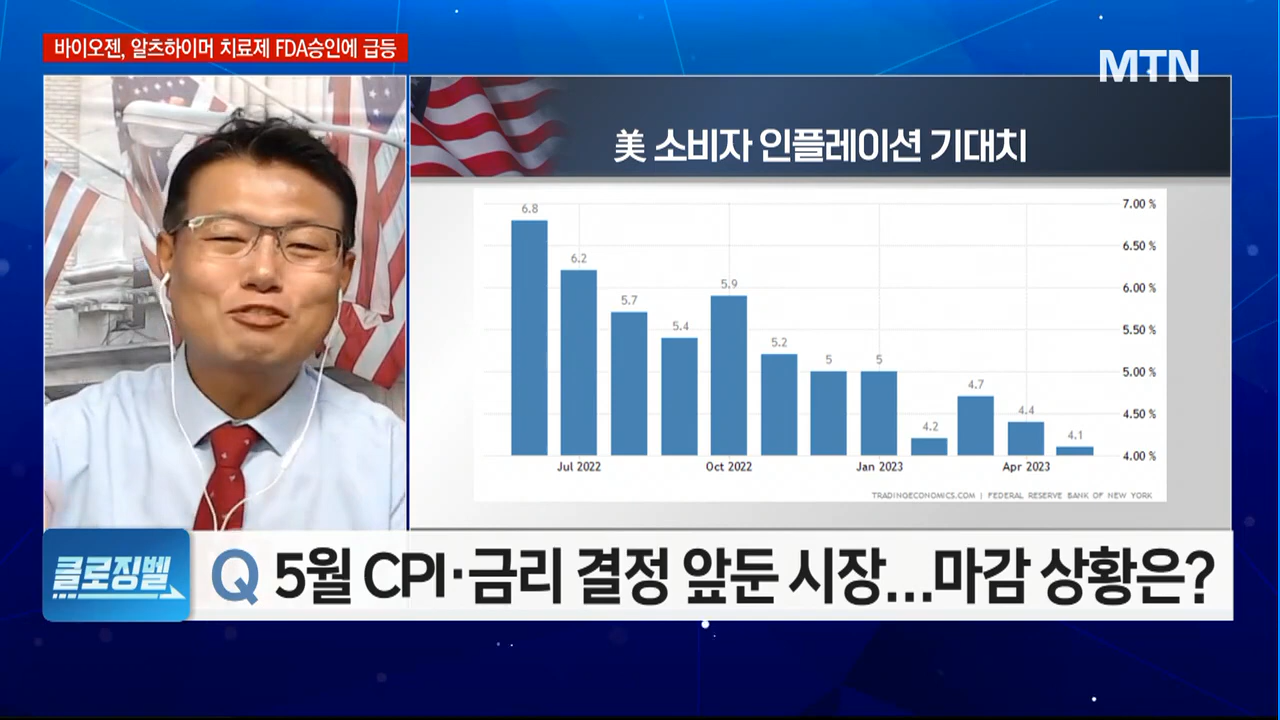 바이오젠, 알츠하이머 치료제 FDA승인에 급등
MTN
美 소비자 인플레이션 기대치
6.8
6.2
5.7
5.4
5.9
5.2
5
5
4.2
4.7
4.4
4.1
7.00 %
6.50 %
6.00 %
5.50 %
5.00 %
4.50 %
4.00 %
Jul 2022
Oct 2022
Jan 2023
Apr 2023
TRADINGECONOMICS.COM | FEDERAL RESERVE BANK OF NEW YORK
클로징벨
Q 5월 CPI·금리 결정 앞둔 시장...마감 상황은?